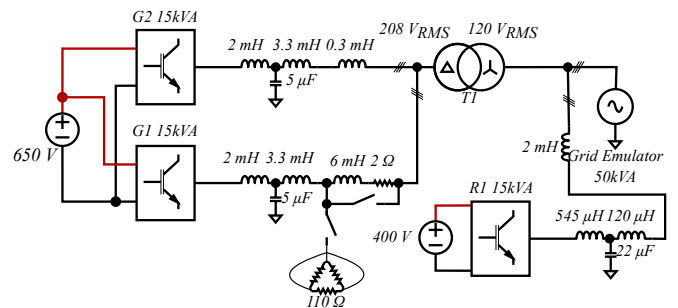 G2 15kVA
2 mH 3.3 mH 0.3 mH
5 μF
208 VRMS 120 VRMS
T1
650 V
G1 15kVA
2 mH 3.3 mH 6 mH 2 Ω
5 μF
110 Ω
2 mH
Grid Emulator
50kVA
R1 15kVA
400 V
545 μH 120 μH
22 μF